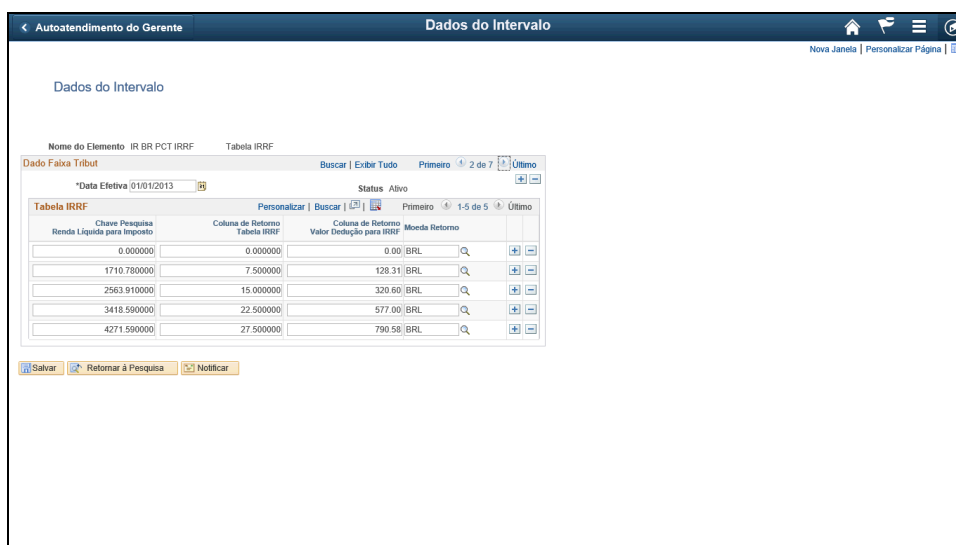 Autoatendimento do Gerente Dados do Intervalo
Nova Janela | Personalizar Página |
Dados do Intervalo
Nome do Elemento IR BR PCT IRRF Tabela IRRF
Dado Faixa Tribut Buscar | Exibir Tudo Primeiro 2 de 7 Último
*Data Efetiva 01/01/2013 Status Ativo
Tabela IRRF Personalizar | Buscar | Primeiro 1-5 de 5 Último
Chave Pesquisa Coluna de Retorno Coluna de Retorno Moeda Retorno
Renda Líquida para Imposto Tabela IRRF Valor Dedução para IRRF
0.000000 0.000000 0.00 BRL
1710.780000 7.500000 128.31 BRL
2563.910000 15.000000 320.60 BRL
3418.590000 22.500000 577.00 BRL
4271.590000 27.500000 790.58 BRL
Salvar Retornar à Pesquisa Notificar